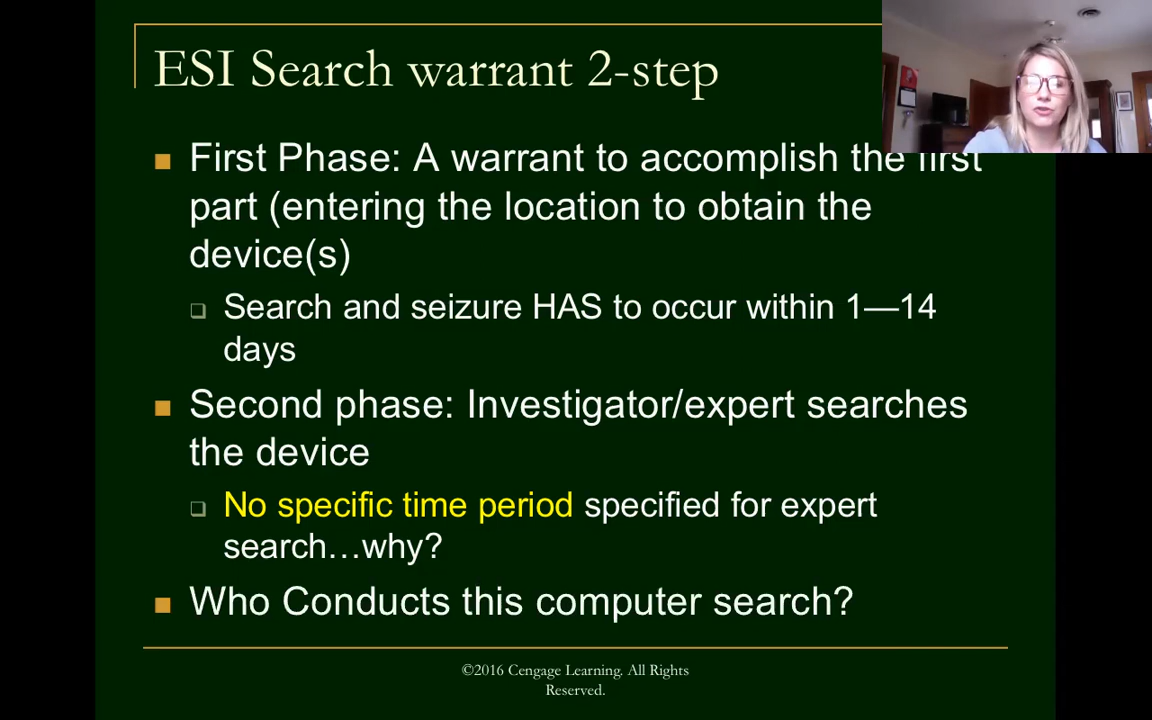 ESI Search warrant 2-step
First Phase: A warrant to accomplish the first
part (entering the location to obtain the
device(s)
Search and seizure HAS to occur within 1—14
days
Second phase: Investigator/expert searches
the device
No specific time period specified for expert
search…why?
Who Conducts this computer search?
©2016 Cengage Learning. All Rights
Reserved.